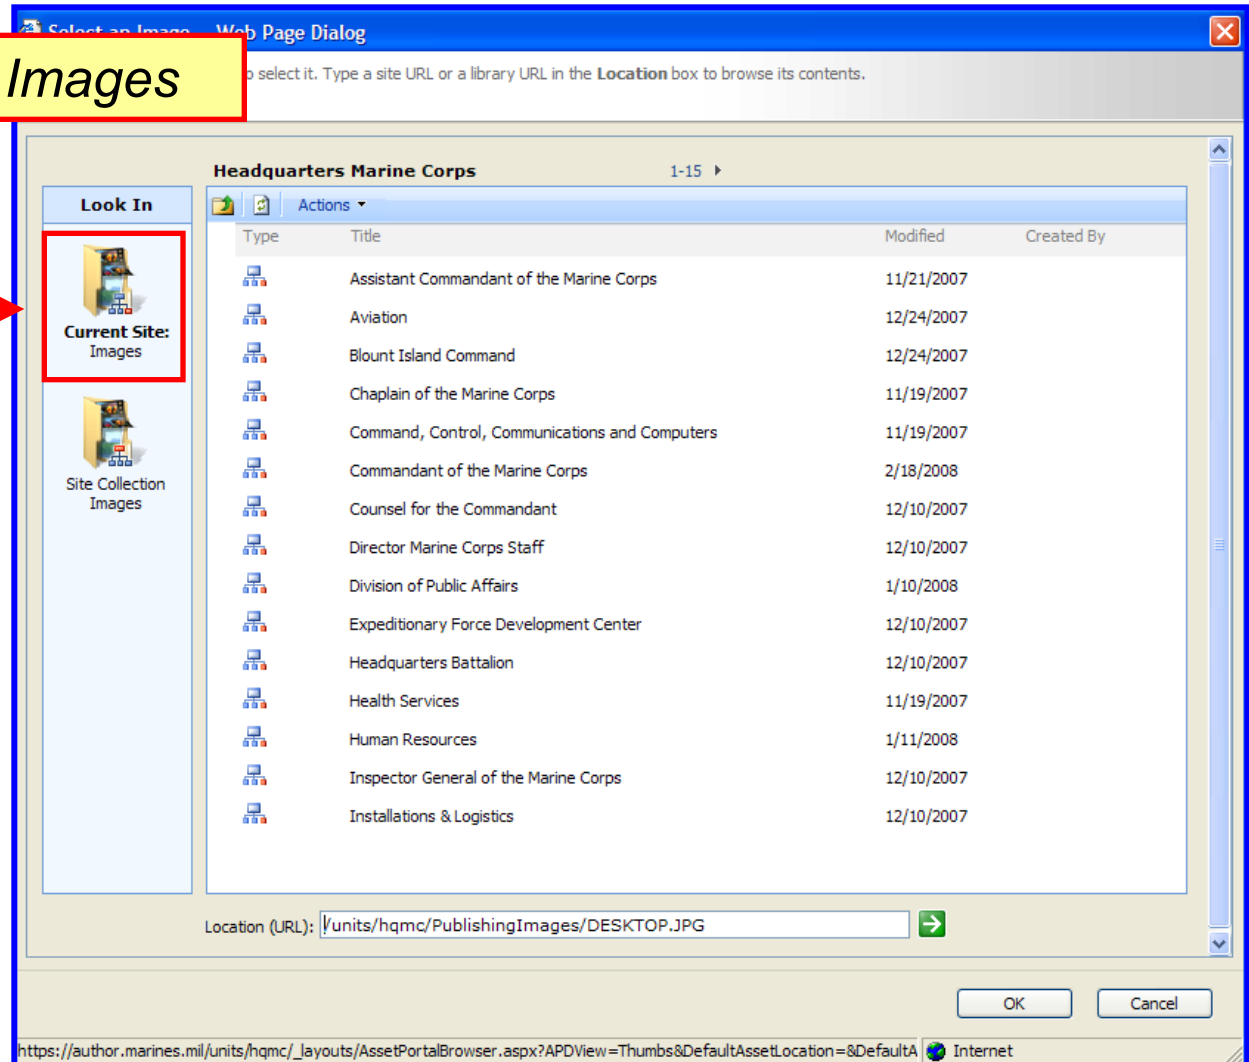 Select an Image -- Web Page Dialog
Images
to select it. Type a site URL or a library URL in the Location box to browse its contents.
Headquarters Marine Corps 1-15
Look In
Actions
Type Title Modified Created By
Current Site:
Images
Site Collection
Images
Assistant Commandant of the Marine Corps 11/21/2007
Aviation 12/24/2007
Blount Island Command 12/24/2007
Chaplain of the Marine Corps 11/19/2007
Command, Control, Communications and Computers 11/19/2007
Commandant of the Marine Corps 2/18/2008
Counsel for the Commandant 12/10/2007
Director Marine Corps Staff 12/10/2007
Division of Public Affairs 1/10/2008
Expeditionary Force Development Center 12/10/2007
Headquarters Battalion 12/10/2007
Health Services 11/19/2007
Human Resources 1/11/2008
Inspector General of the Marine Corps 12/10/2007
Installations & Logistics 12/10/2007
Location (URL): /units/hqmc/PublishingImages/DESKTOP.JPG
OK Cancel
https://author.marines.mil/units/hqmc/_layouts/AssetPortalBrowser.aspx?APDView=Thumbs&DefaultAssetLocation=&DefaultA Internet